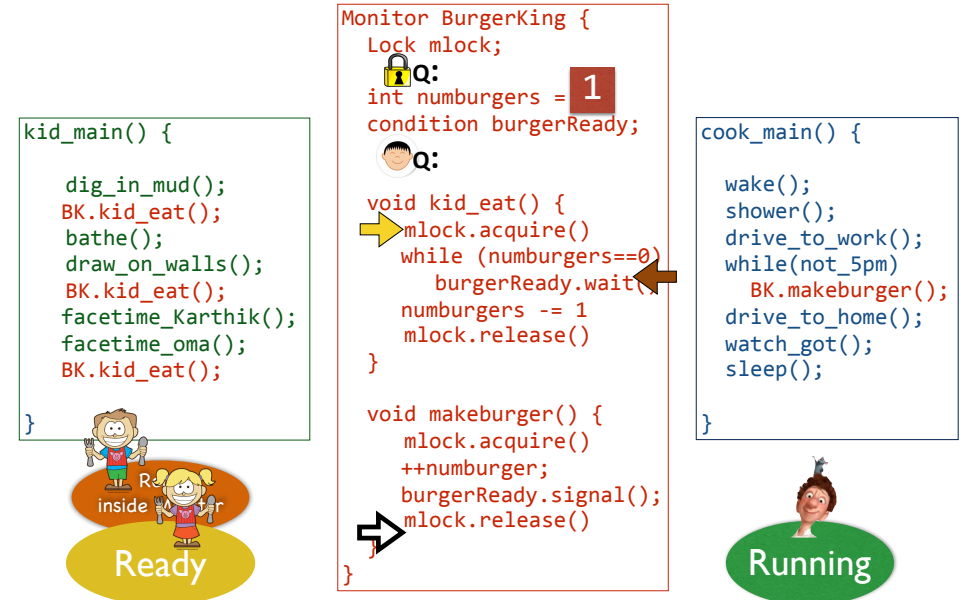 kid_main() {
dig_in_mud();
BK.kid_eat();
bathe();
draw_on_walls();
BK.kid_eat();
facetime_Karthik();
facetime_oma();
BK.kid_eat();
}
inside
Ready
Monitor BurgerKing {
Lock mlock;
Q:
int numburgers = 1
condition burgerReady;
Q:
void kid_eat() {
mlock.acquire()
while (numburgers==0)
burgerReady.wait()
numburgers -= 1
mlock.release()
}
void makeburger() {
mlock.acquire()
++numburger;
burgerReady.signal();
mlock.release()
}
}
cook_main() {
wake();
shower();
drive_to_work();
while(not_5pm)
BK.makeburger();
drive_to_home();
watch_got();
sleep();
}
Running